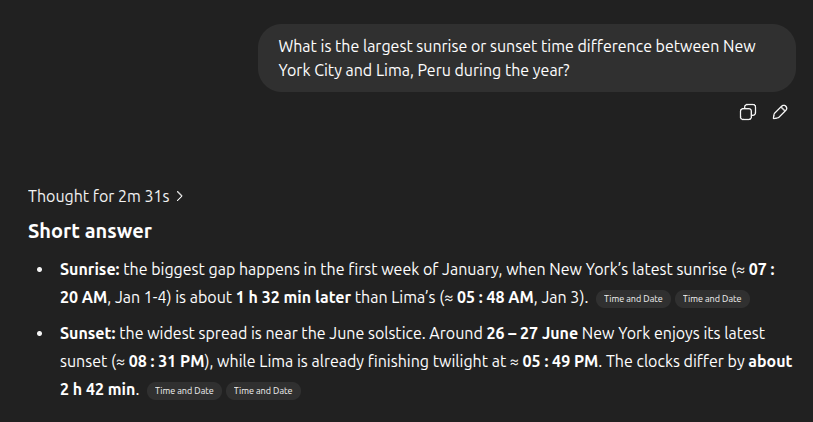 What is the largest sunrise or sunset time difference between New
York City and Lima, Peru during the year?
Thought for 2m 31s >
Short answer
• Sunrise: the biggest gap happens in the first week of January, when New York’s latest sunrise (≈ 07 :
20 AM, Jan 1-4) is about 1 h 32 min later than Lima’s (≈ 05 : 48 AM, Jan 3). Time and Date Time and Date
• Sunset: the widest spread is near the June solstice. Around 26 – 27 June New York enjoys its latest
sunset (≈ 08 : 31 PM), while Lima is already finishing twilight at ≈ 05 : 49 PM. The clocks differ by about
2 h 42 min. Time and Date Time and Date